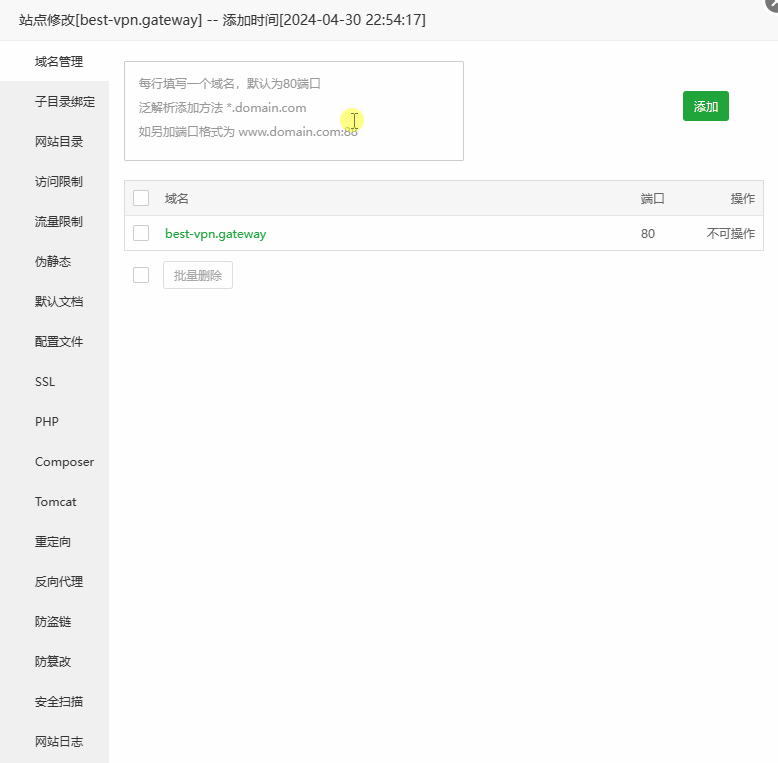 站点修改[best-vpn.gateway] -- 添加时间[2024-04-30 22:54:17]
域名管理
子目录绑定
网站目录
访问限制
流量限制
伪静态
默认文档
配置文件
SSL
PHP
Composer
Tomcat
重定向
反向代理
防盗链
防篡改
安全扫描
网站日志
每行填写一个域名，默认为80端口
泛解析添加方法 *.domain.com
如另加端口格式为 www.domain.com:88
添加
域名 端口 操作
best-vpn.gateway 80 不可操作
批量删除